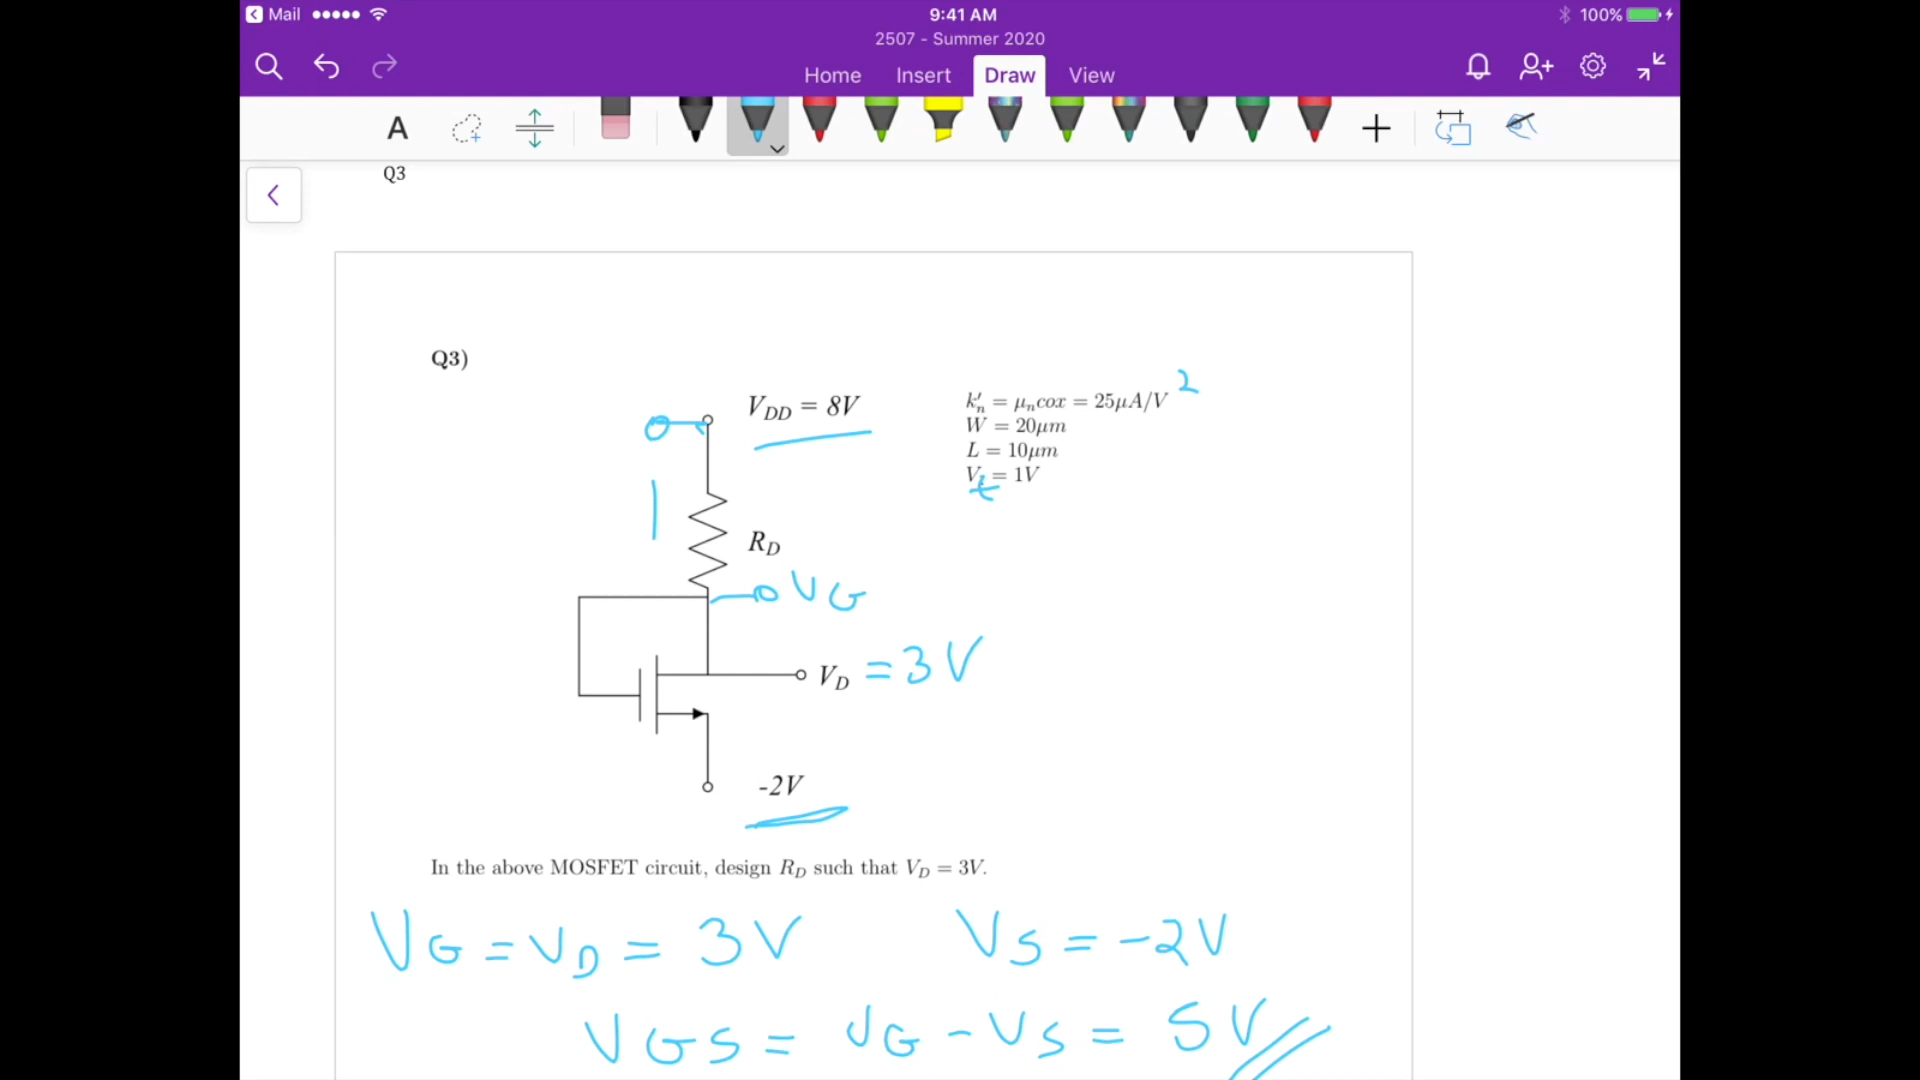 Mail 9:41 AM 100%
2507 - Summer 2020
Home Insert Draw View
A
Q3
Q3)
V_DD = 8V
k'_n = μ_n cox = 25μA/V ²
W = 20μm
L = 10μm
V_t = 1V
R_D
V_G
V_D = 3V
-2V
In the above MOSFET circuit, design R_D such that V_D = 3V.
V_G = V_D = 3V V_S = -2V
V_GS = V_G - V_S = 5V